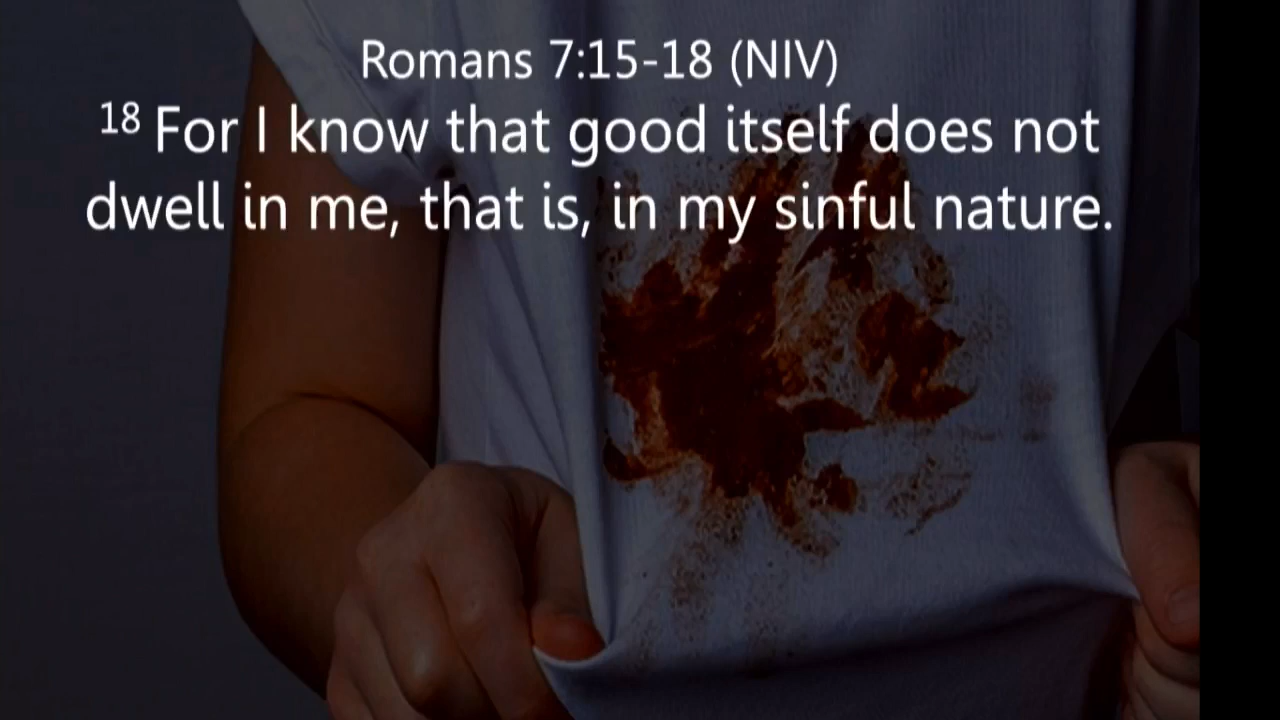 Romans 7:15-18 (NIV)
18 For I know that good itself does not
dwell in me, that is, in my sinful nature.